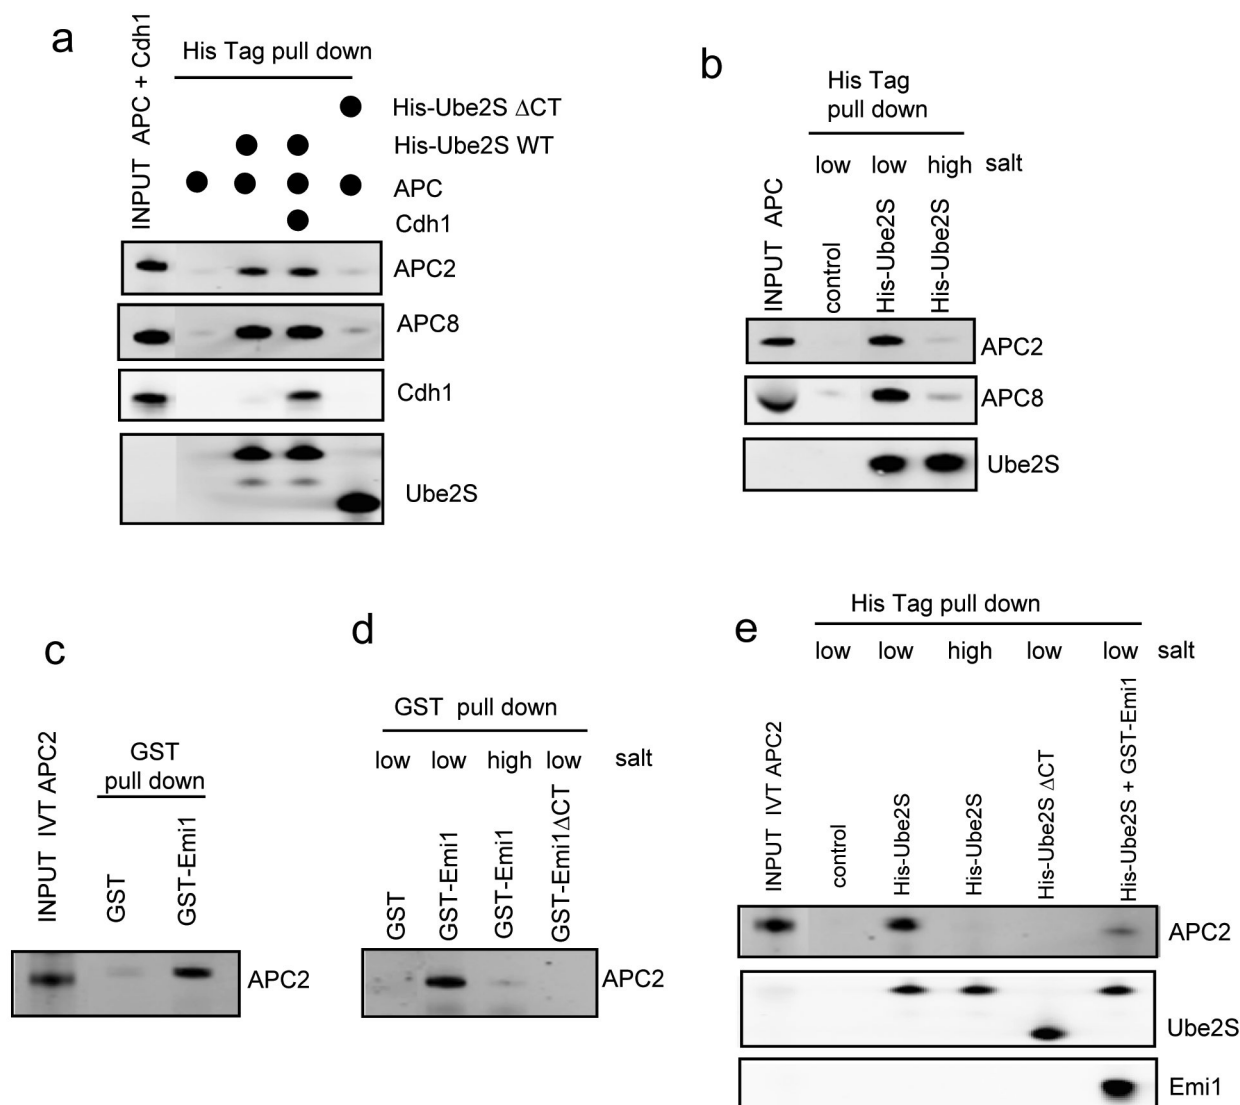 a
INPUT APC + Cdh1
His Tag pull down
His-Ube2S ΔCT
His-Ube2S WT
APC
Cdh1
APC2
APC8
Cdh1
Ube2S
b
His Tag
pull down
low low high salt
INPUT APC
control
His-Ube2S
His-Ube2S
APC2
APC8
Ube2S
c
INPUT IVT APC2
GST
pull down
GST
GST-Emi1
APC2
d
GST pull down
low low high low salt
GST
GST-Emi1
GST-Emi1
GST-Emi1ΔCT
APC2
e
His Tag pull down
low low high low low salt
INPUT IVT APC2
control
His-Ube2S
His-Ube2S
His-Ube2S ΔCT
His-Ube2S + GST-Emi1
APC2
Ube2S
Emi1